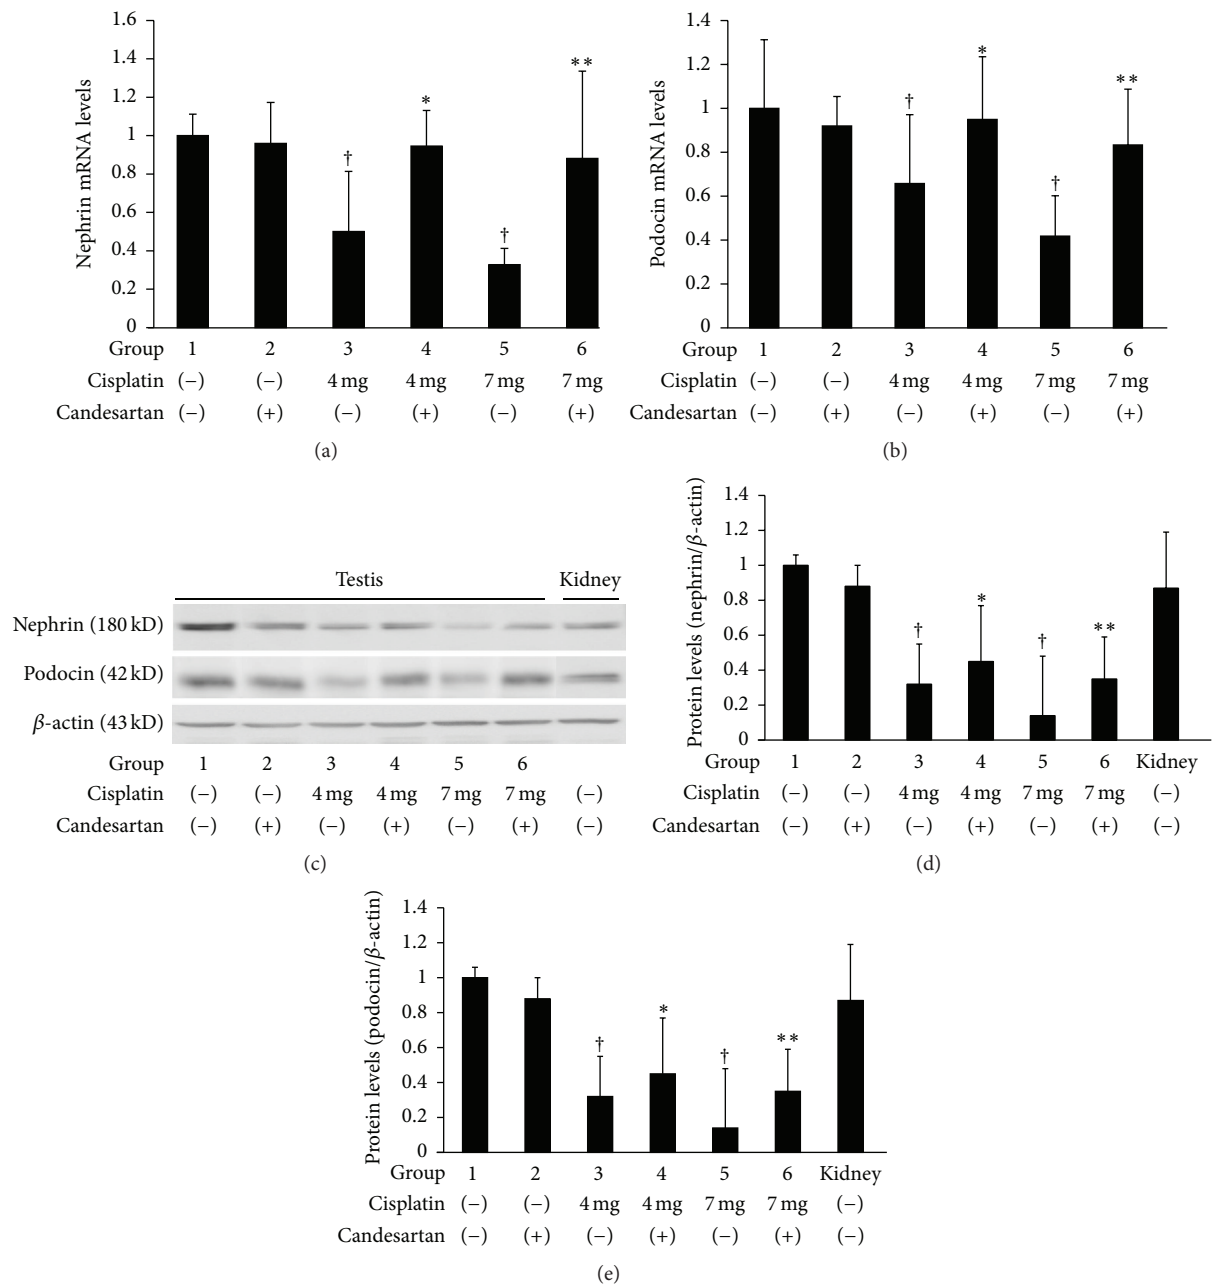 Nephrin mRNA levels
1.6
1.4
1.2
1
0.8
0.6
0.4
0.2
0
†
*
†
**
Group 1 2 3 4 5 6
Cisplatin (−) (−) 4 mg 4 mg 7 mg 7 mg
Candesartan (−) (+) (−) (+) (−) (+)
(a)
Podocin mRNA levels
1.4
1.2
1
0.8
0.6
0.4
0.2
0
†
*
†
**
Group 1 2 3 4 5 6
Cisplatin (−) (−) 4 mg 4 mg 7 mg 7 mg
Candesartan (−) (+) (−) (+) (−) (+)
(b)
Testis Kidney
Nephrin (180 kD)
Podocin (42 kD)
β-actin (43 kD)
Group 1 2 3 4 5 6
Cisplatin (−) (−) 4 mg 4 mg 7 mg 7 mg (−)
Candesartan (−) (+) (−) (+) (−) (+) (−)
(c)
Protein levels (nephrin/β-actin)
1.4
1.2
1
0.8
0.6
0.4
0.2
0
†
*
†
**
Group 1 2 3 4 5 6 Kidney
Cisplatin (−) (−) 4 mg 4 mg 7 mg 7 mg (−)
Candesartan (−) (+) (−) (+) (−) (+) (−)
(d)
Protein levels (podocin/β-actin)
1.4
1.2
1
0.8
0.6
0.4
0.2
0
†
*
†
**
Group 1 2 3 4 5 6 Kidney
Cisplatin (−) (−) 4 mg 4 mg 7 mg 7 mg (−)
Candesartan (−) (+) (−) (+) (−) (+) (−)
(e)